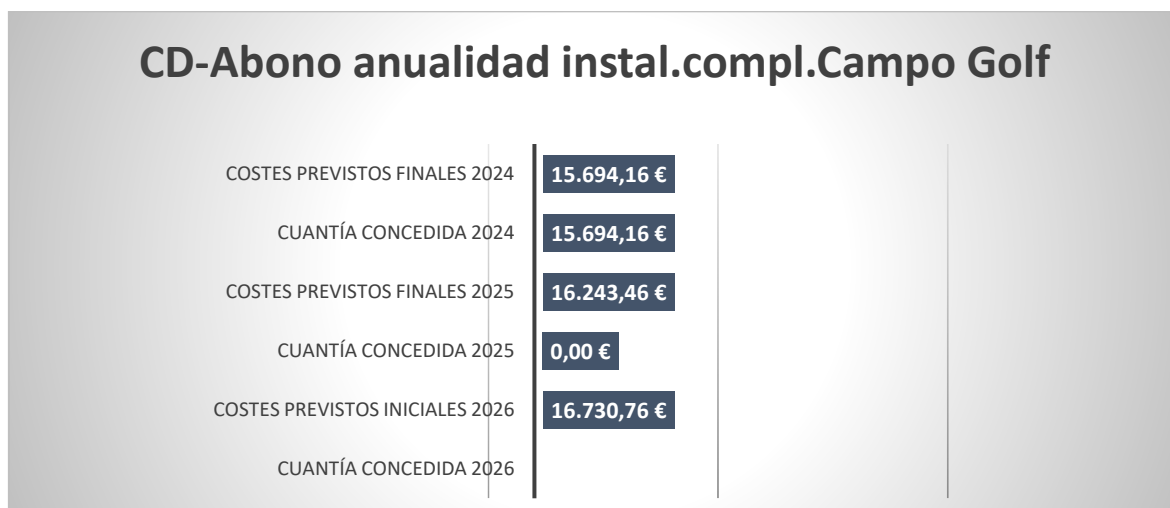 CD-Abono anualidad instal.compl.Campo Golf
COSTES PREVISTOS FINALES 2024 15.694,16 €
CUANTÍA CONCEDIDA 2024 15.694,16 €
COSTES PREVISTOS FINALES 2025 16.243,46 €
CUANTÍA CONCEDIDA 2025 0,00 €
COSTES PREVISTOS INICIALES 2026 16.730,76 €
CUANTÍA CONCEDIDA 2026